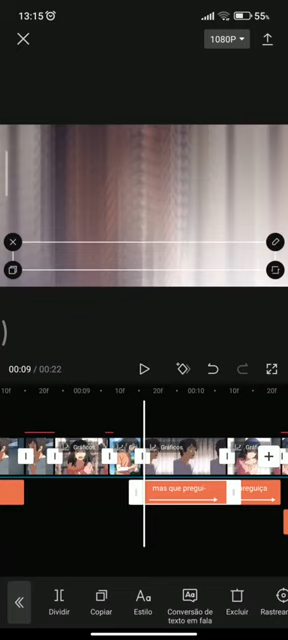 13:15
55%
1080P
00:09 / 00:22
10f
20f
00:09
10f
20f
00:10
10f
20f
Gráficos
Gráficos
Gráficos
mas que pregui-
preguiça
Dividir
Copiar
Estilo
Conversão de
texto em fala
Excluir
Rastrear